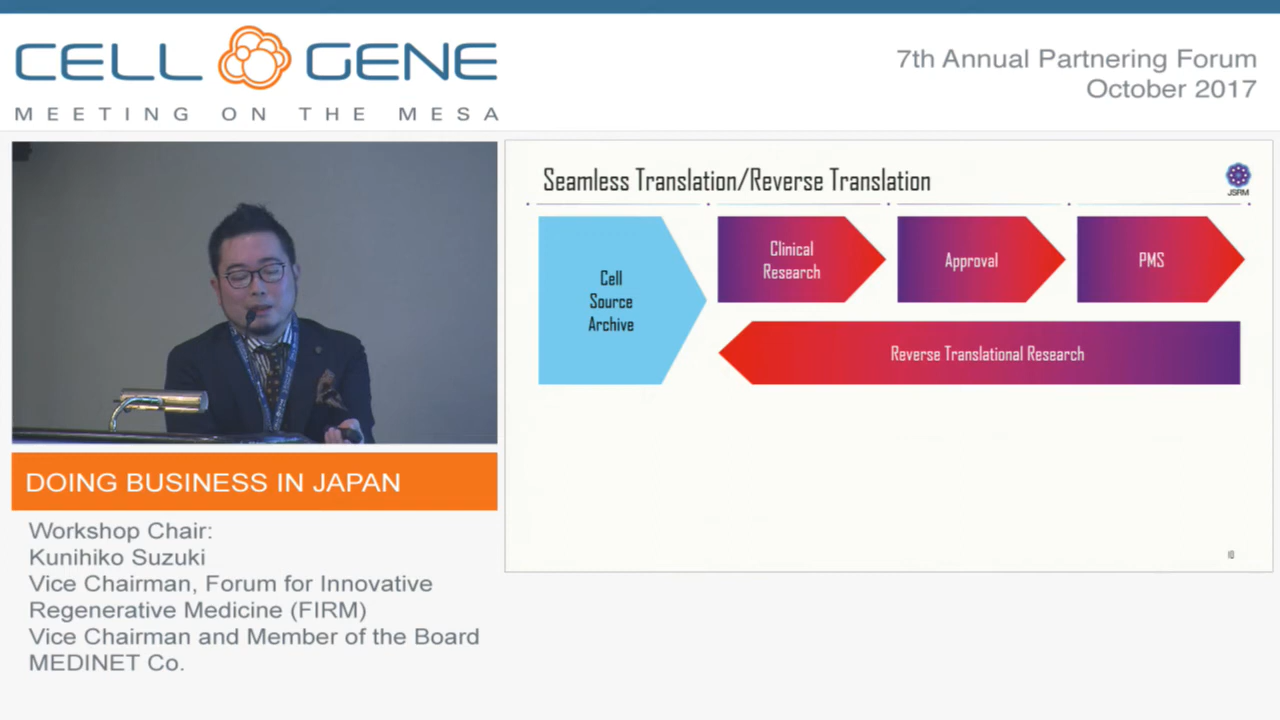 CELL GENE
MEETING ON THE MESA
7th Annual Partnering Forum
October 2017
Seamless Translation/Reverse Translation
JSRM
Cell
Source
Archive
Clinical
Research
Approval
PMS
Reverse Translational Research
DOING BUSINESS IN JAPAN
Workshop Chair:
Kunihiko Suzuki
Vice Chairman, Forum for Innovative
Regenerative Medicine (FIRM)
Vice Chairman and Member of the Board
MEDINET Co.